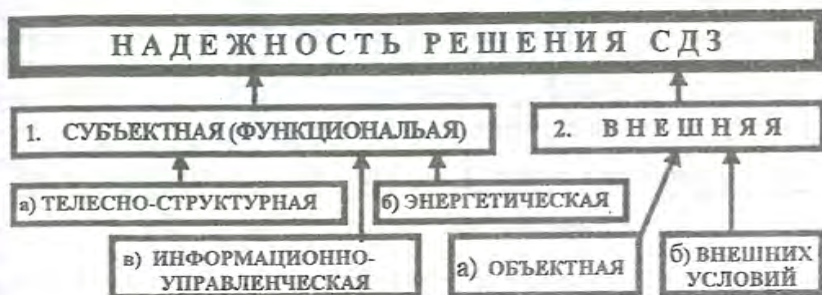 НАДЕЖНОСТЬ РЕШЕНИЯ СДЗ
1. СУБЪЕКТНАЯ (ФУНКЦИОНАЛЬАЯ)
2. ВНЕШНЯЯ
а) ТЕЛЕСНО-СТРУКТУРНАЯ
б) ЭНЕРГЕТИЧЕСКАЯ
в) ИНФОРМАЦИОННО-
УПРАВЛЕНЧЕСКАЯ
а) ОБЪЕКТНАЯ
б) ВНЕШНИХ
УСЛОВИЙ